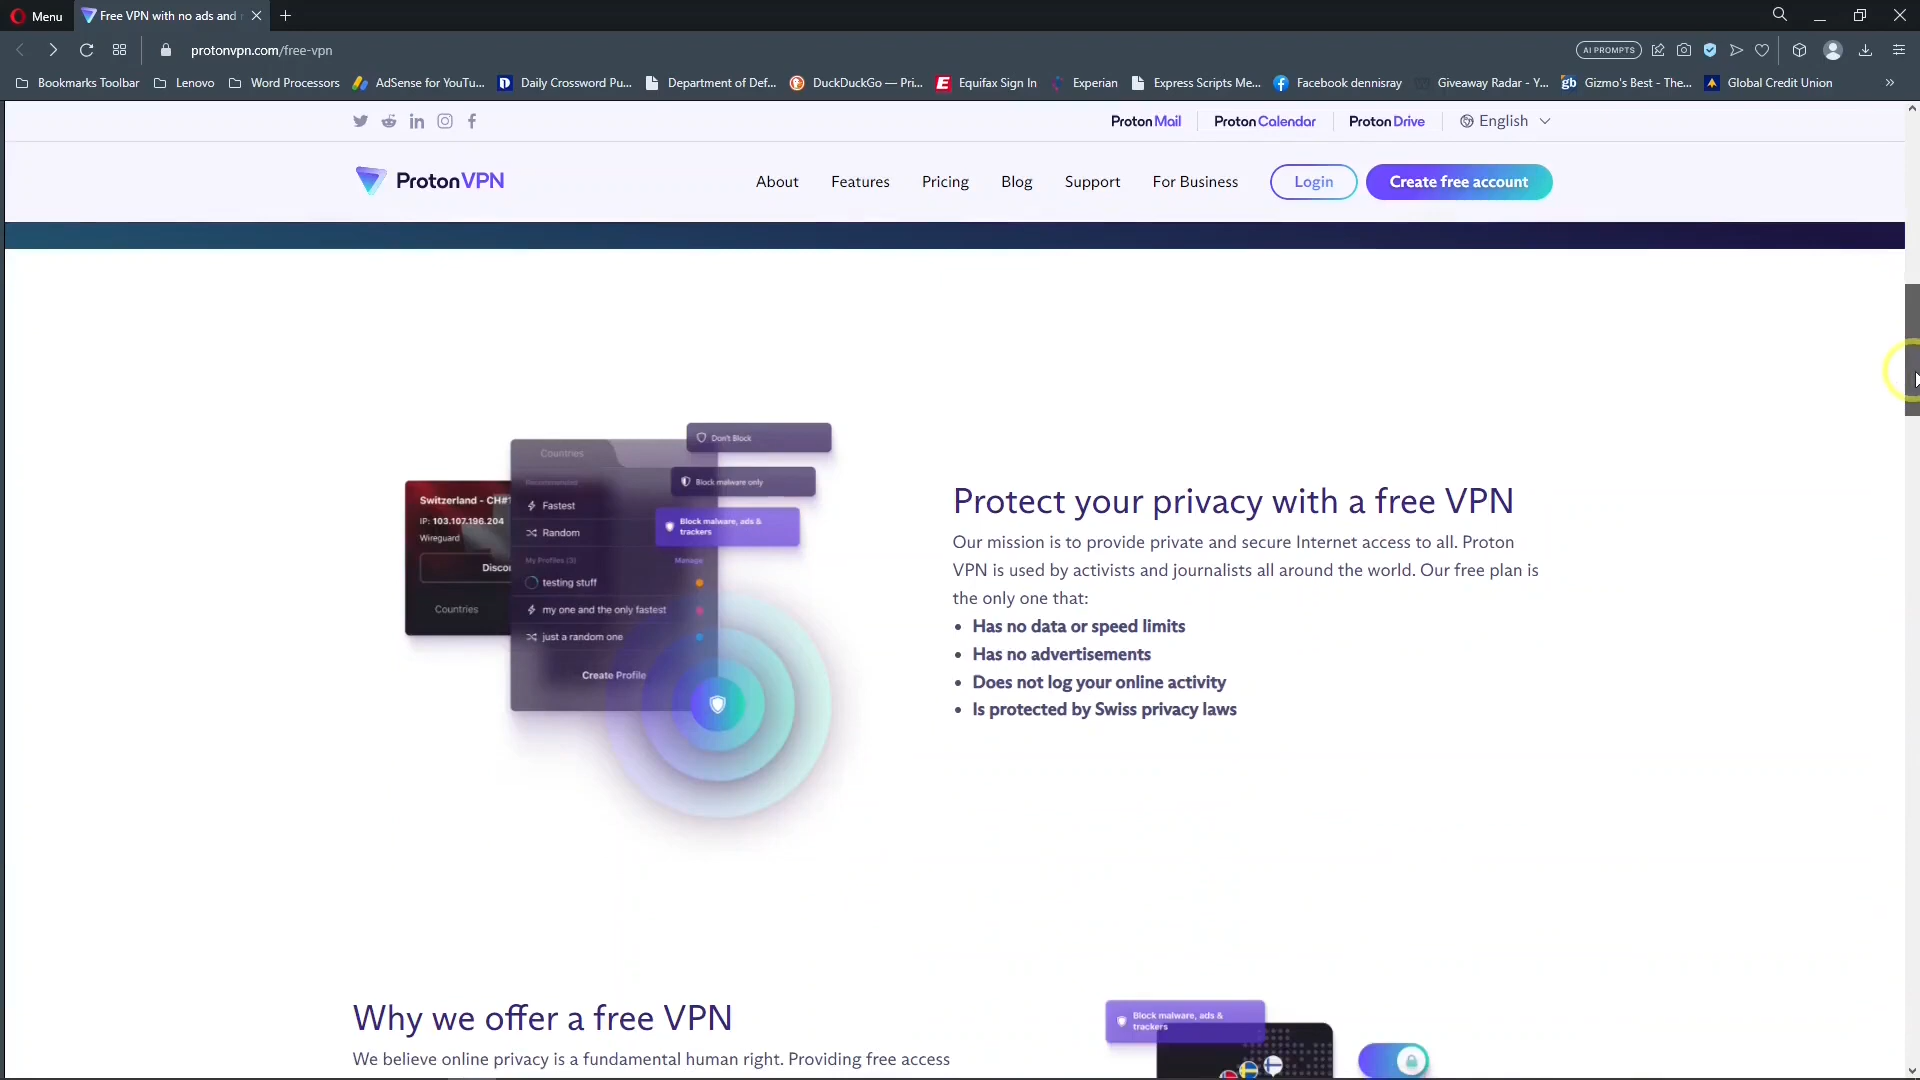 Menu
Free VPN with no ads and
protonvpn.com/free-vpn
AI PROMPTS
Bookmarks Toolbar
Lenovo
Word Processors
AdSense for YouTu...
Daily Crossword Pu...
Department of Def...
DuckDuckGo — Pri...
Equifax Sign In
Experian
Express Scripts Me...
Facebook dennisray
Giveaway Radar - Y...
Gizmo's Best - The...
Global Credit Union
Proton Mail
Proton Calendar
Proton Drive
English
ProtonVPN
About
Features
Pricing
Blog
Support
For Business
Login
Create free account
Don't Block
Countries
Block malware only
Recommended
Switzerland - CH#1
Fastest
IP: 103.107.196.204
Block malware, ads &
trackers
Random
Wireguard
My Profiles (3)
Manage
Disco
testing stuff
Countries
my one and the only fastest
just a random one
Create Profile
Protect your privacy with a free VPN
Our mission is to provide private and secure Internet access to all. Proton
VPN is used by activists and journalists all around the world. Our free plan is
the only one that:
• Has no data or speed limits
• Has no advertisements
• Does not log your online activity
• Is protected by Swiss privacy laws
Why we offer a free VPN
We believe online privacy is a fundamental human right. Providing free access
Block malware, ads &
trackers